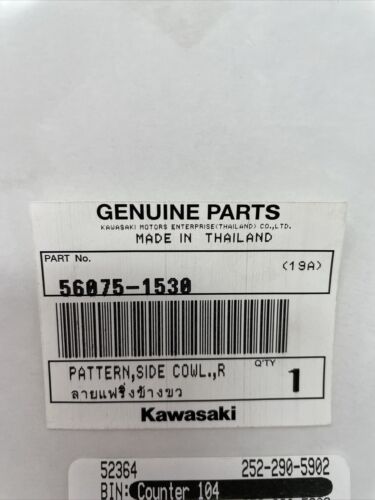 GENUINE PARTS
KAWASAKI MOTORS ENTERPRISE(THAILAND) CO.,LTD.
MADE IN THAILAND
PART No. (19A)
56075-1530
PATTERN,SIDE COWL.,R Q'TY 1
ลายแฟริ่งข้างขวา
Kawasaki
52364 252-290-5902
BIN: Counter 104